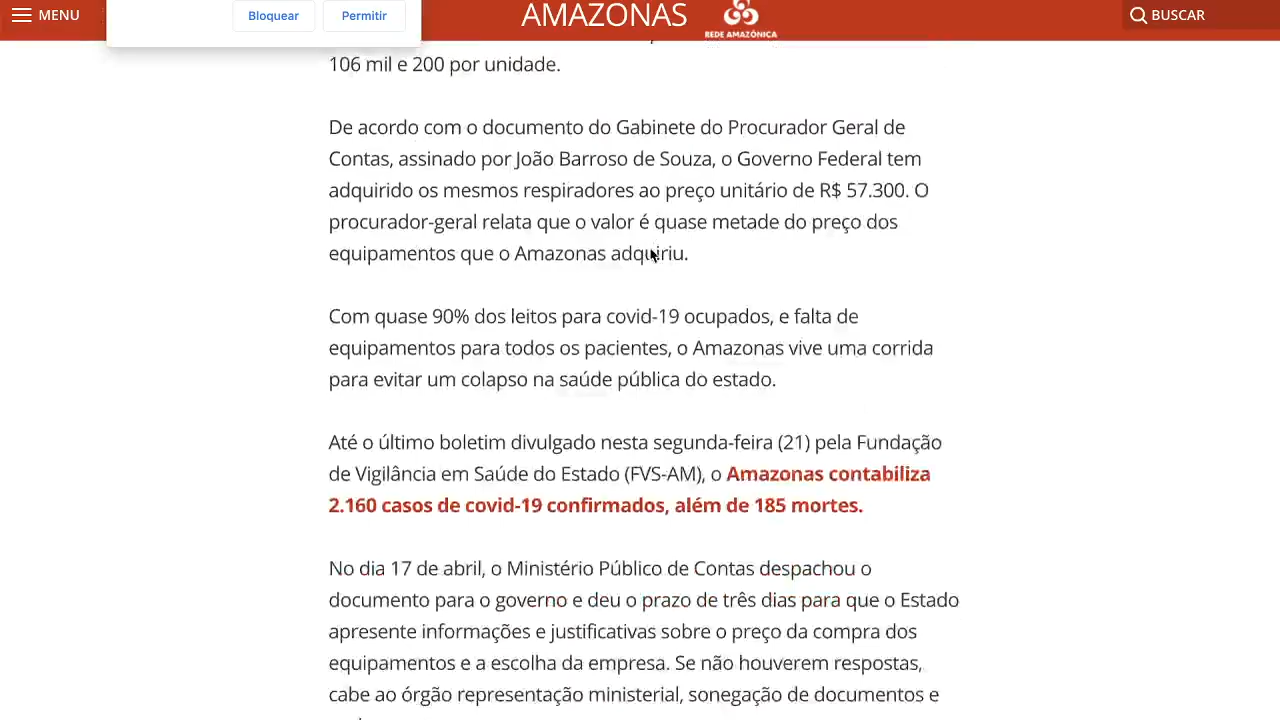 Bloquear
Permitir
MENU
AMAZONAS
REDE AMAZÔNICA
BUSCAR
106 mil e 200 por unidade.
De acordo com o documento do Gabinete do Procurador Geral de
Contas, assinado por João Barroso de Souza, o Governo Federal tem
adquirido os mesmos respiradores ao preço unitário de R$ 57.300. O
procurador-geral relata que o valor é quase metade do preço dos
equipamentos que o Amazonas adquiriu.
Com quase 90% dos leitos para covid-19 ocupados, e falta de
equipamentos para todos os pacientes, o Amazonas vive uma corrida
para evitar um colapso na saúde pública do estado.
Até o último boletim divulgado nesta segunda-feira (21) pela Fundação
de Vigilância em Saúde do Estado (FVS-AM), o Amazonas contabiliza
2.160 casos de covid-19 confirmados, além de 185 mortes.
No dia 17 de abril, o Ministério Público de Contas despachou o
documento para o governo e deu o prazo de três dias para que o Estado
apresente informações e justificativas sobre o preço da compra dos
equipamentos e a escolha da empresa. Se não houverem respostas,
cabe ao órgão representação ministerial, sonegação de documentos e